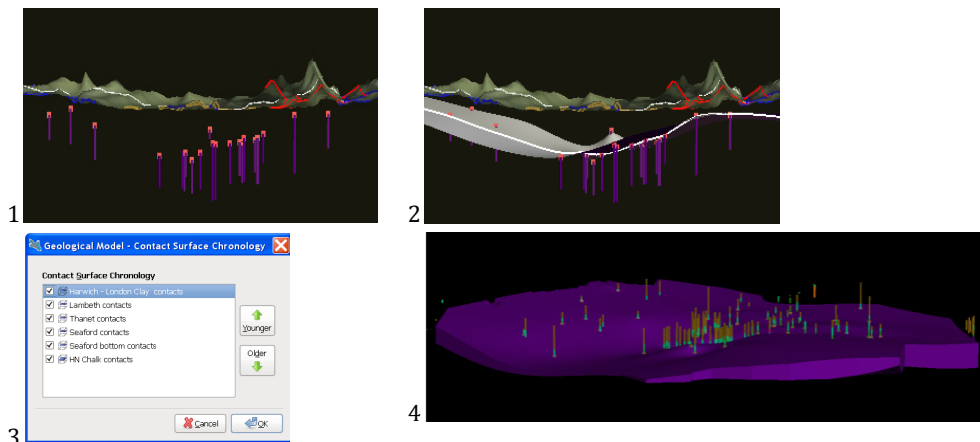 1
2
Geological Model - Contact Surface Chronology
Contact Surface Chronology
Harwich - London Clay contacts
Lambeth contacts
Thanet contacts
Seaford contacts
Seaford bottom contacts
HN Chalk contacts
Younger
Older
Cancel
OK
3
4